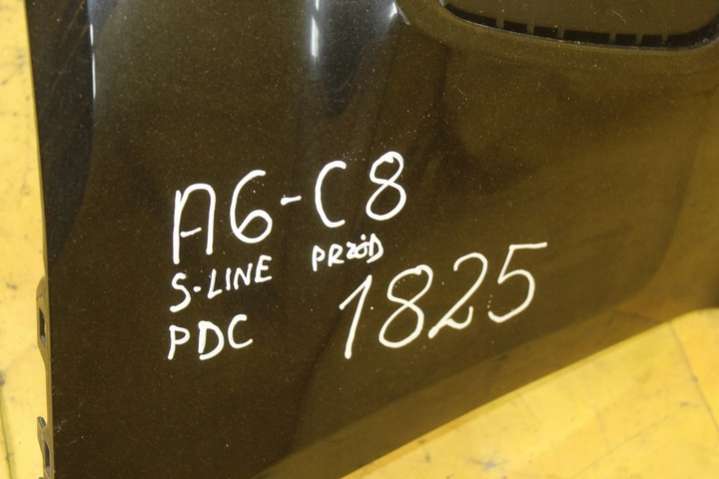 A6-C8
S-LINE PRZÓD
PDC 1825